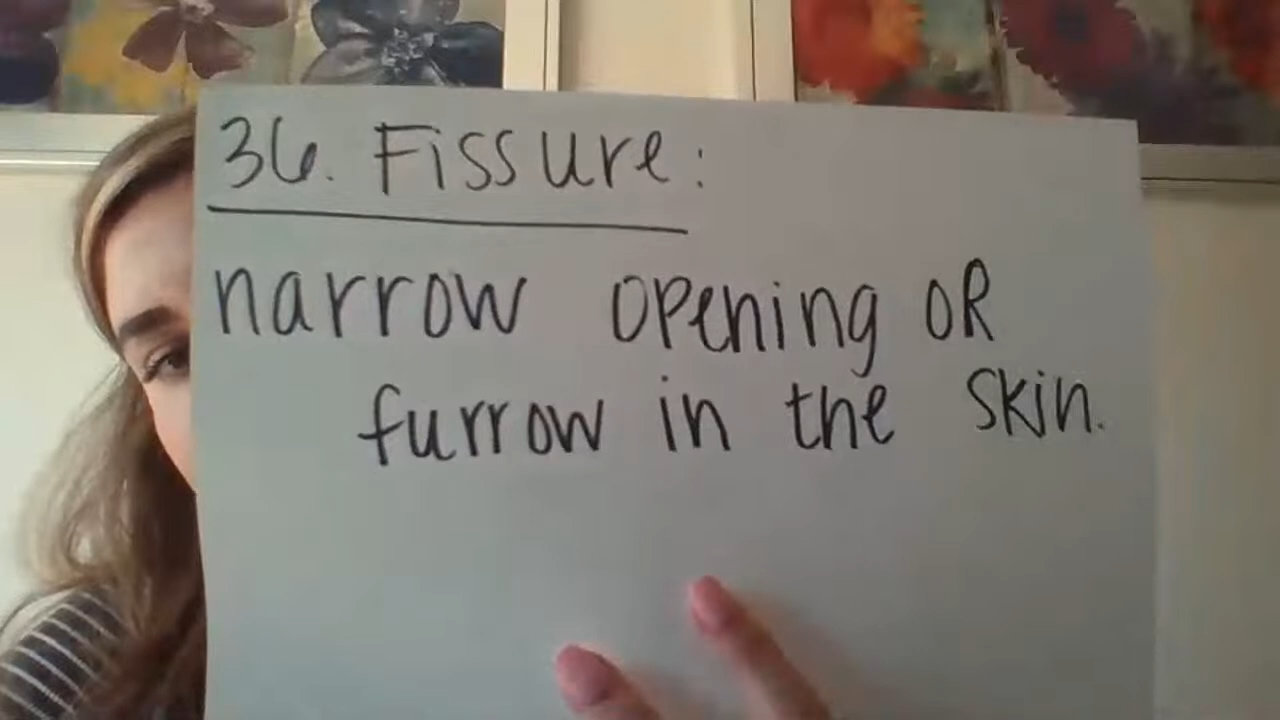 36. Fissure:
narrow opening OR
furrow in the skin.